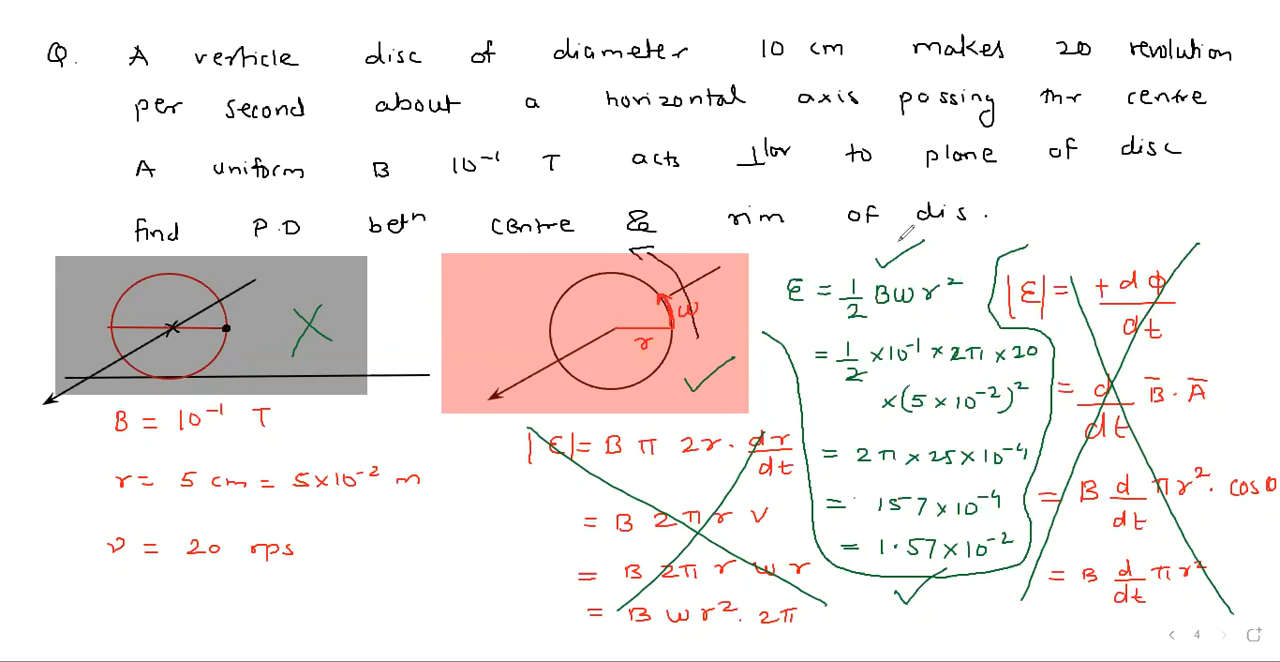 Q. A verticle disc of diameter 10 cm makes 20 revolution
per second about a horizontal axis passing thr centre
A uniform B 10⁻¹ T acts ⊥lar to plane of disc
find P.D betⁿ centre & rim of dis.
ω
r
B = 10⁻¹ T
r = 5 cm = 5×10⁻² m
ν = 20 rps
|ε| = B π 2r · dr/dt
= B 2π r v
= B 2π r ω r
= B ω r² · 2π
ε = 1/2 B ω r²
= 1/2 × 10⁻¹ × 2π × 20
× (5 × 10⁻²)²
= 2π × 25 × 10⁻⁴
= 157 × 10⁻⁴
= 1.57 × 10⁻²
|ε| = + dφ/dt
= d/dt B̄ · Ā
= B d/dt πr² · cos θ
= B d/dt πr²
4